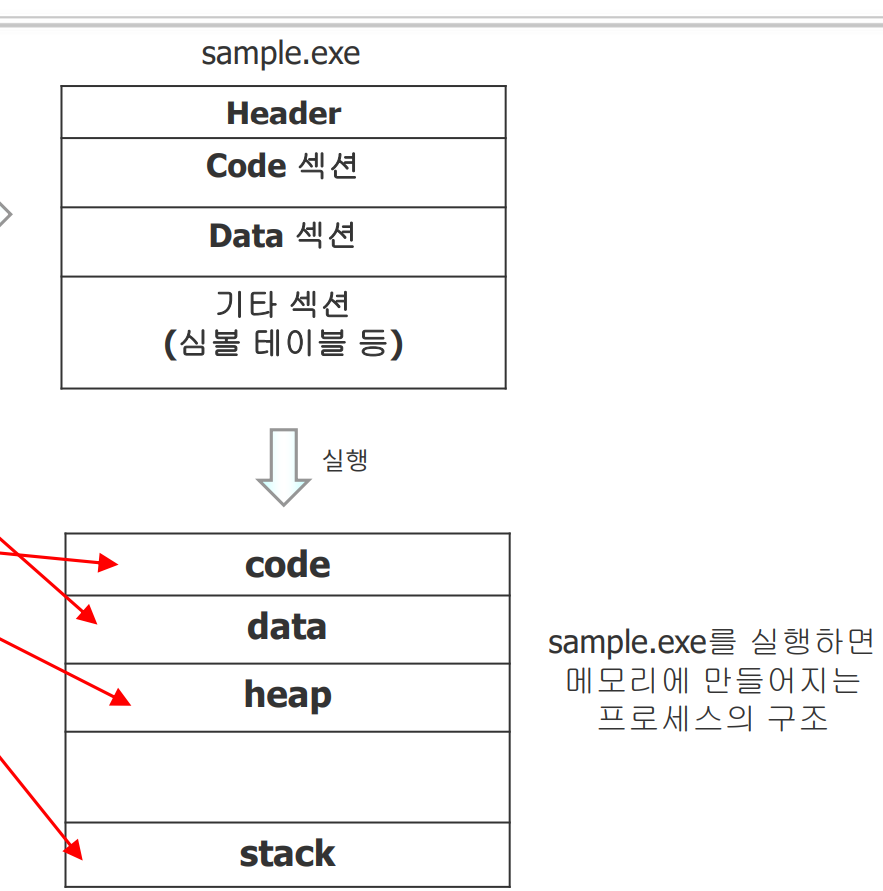 sample.exe
Header
Code 섹션
Data 섹션
기타 섹션
(심볼 테이블 등)
실행
code
data
heap
stack
sample.exe를 실행하면
메모리에 만들어지는
프로세스의 구조